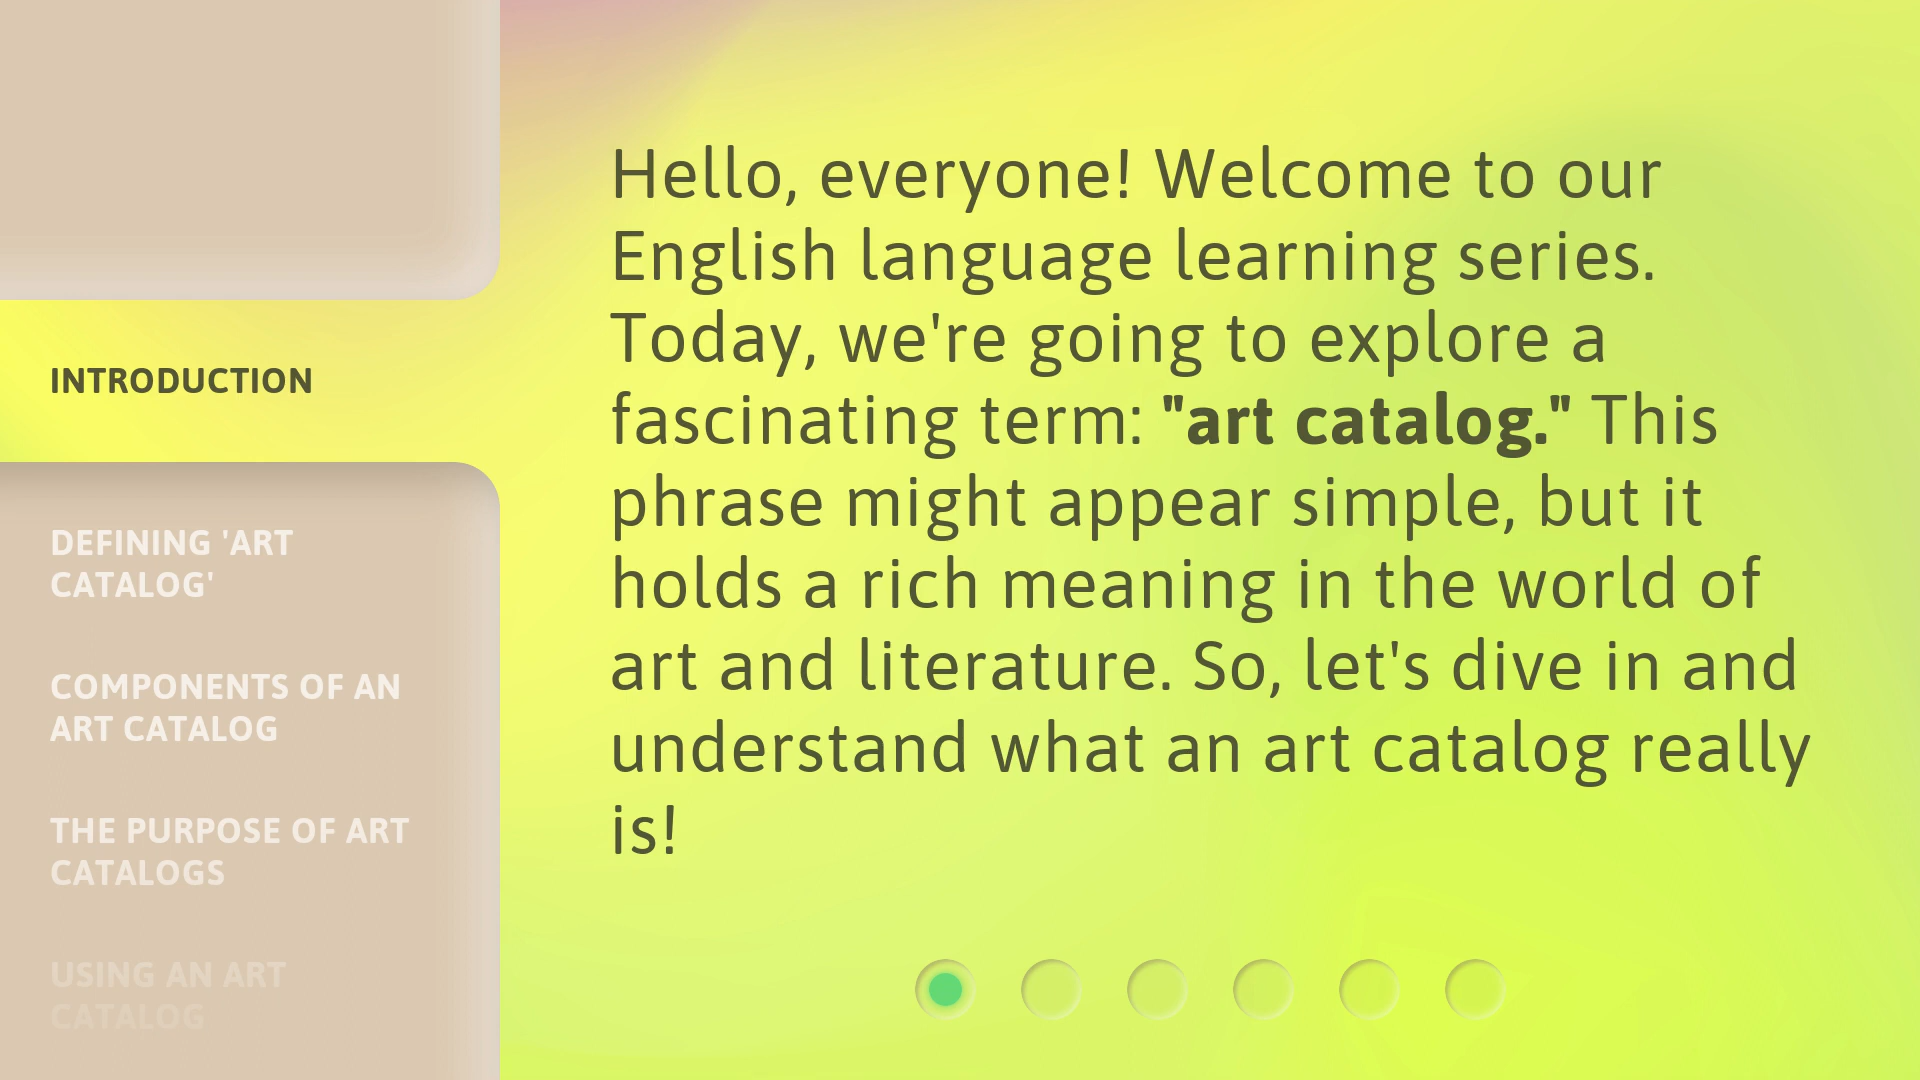 INTRODUCTION
DEFINING 'ART
CATALOG'
COMPONENTS OF AN
ART CATALOG
THE PURPOSE OF ART
CATALOGS
USING AN ART
CATALOG
Hello, everyone! Welcome to our
English language learning series.
Today, we're going to explore a
fascinating term: "art catalog." This
phrase might appear simple, but it
holds a rich meaning in the world of
art and literature. So, let's dive in and
understand what an art catalog really
is!